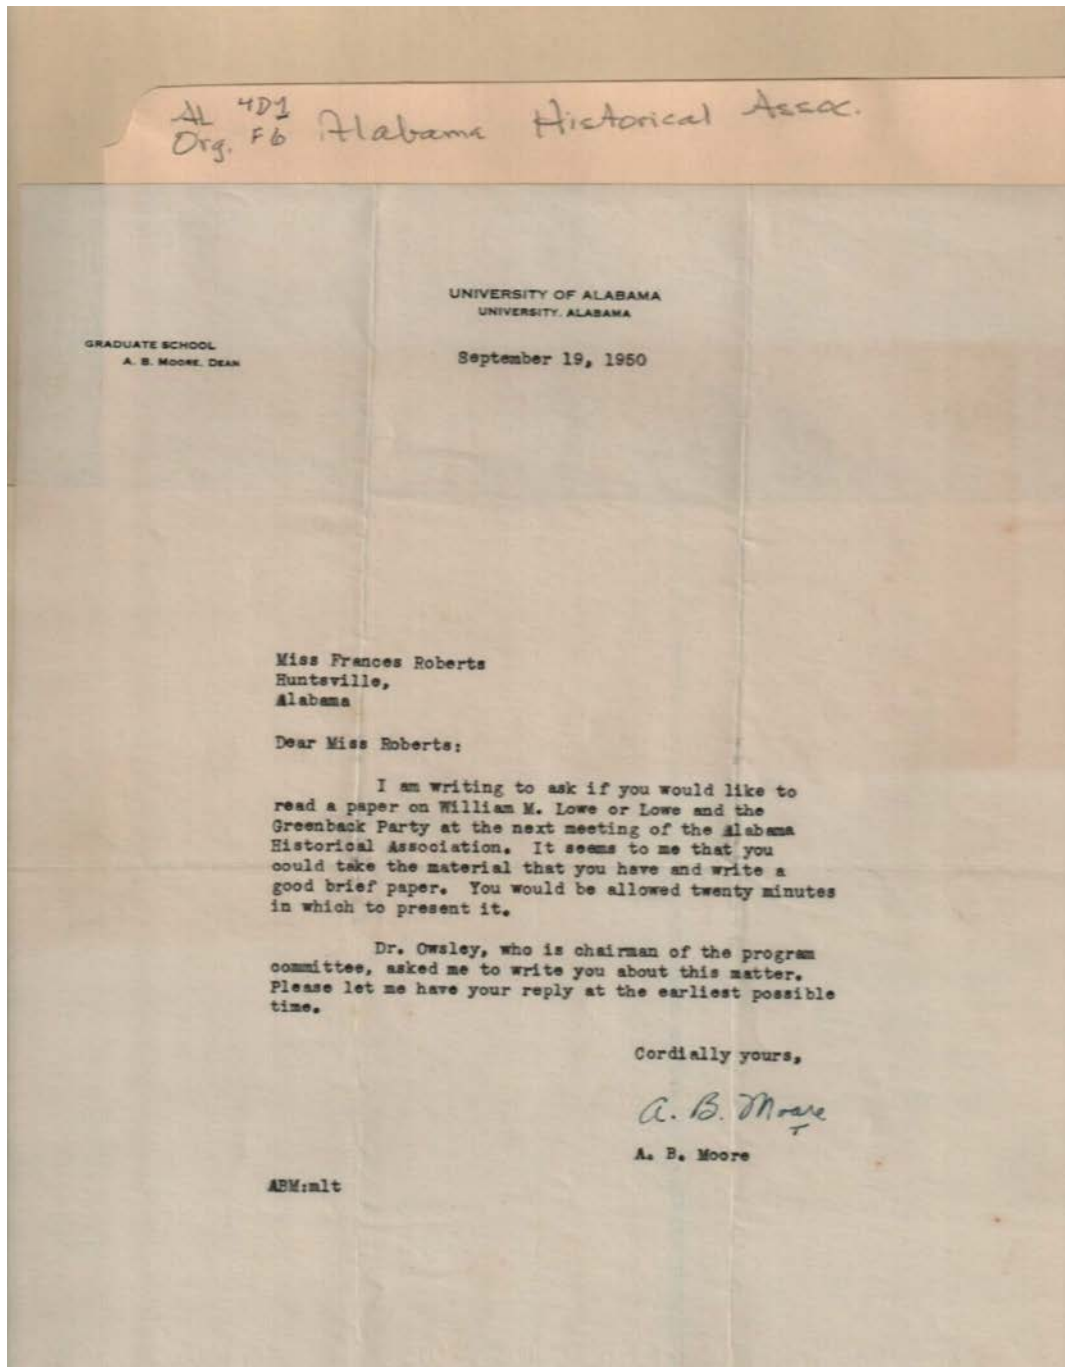 AL 4D1 Alabama Historical Assoc.
Org. F6
UNIVERSITY OF ALABAMA
UNIVERSITY, ALABAMA
GRADUATE SCHOOL
A. B. MOORE, DEAN
September 19, 1950
Miss Frances Roberts
Huntsville,
Alabama
Dear Miss Roberts:
I am writing to ask if you would like to
read a paper on William M. Lowe or Lowe and the
Greenback Party at the next meeting of the Alabama
Historical Association. It seems to me that you
could take the material that you have and write a
good brief paper. You would be allowed twenty minutes
in which to present it.
Dr. Owsley, who is chairman of the program
committee, asked me to write you about this matter.
Please let me have your reply at the earliest possible
time.
Cordially yours,
A. B. Moore
T
A. B. Moore
ABM:mlt